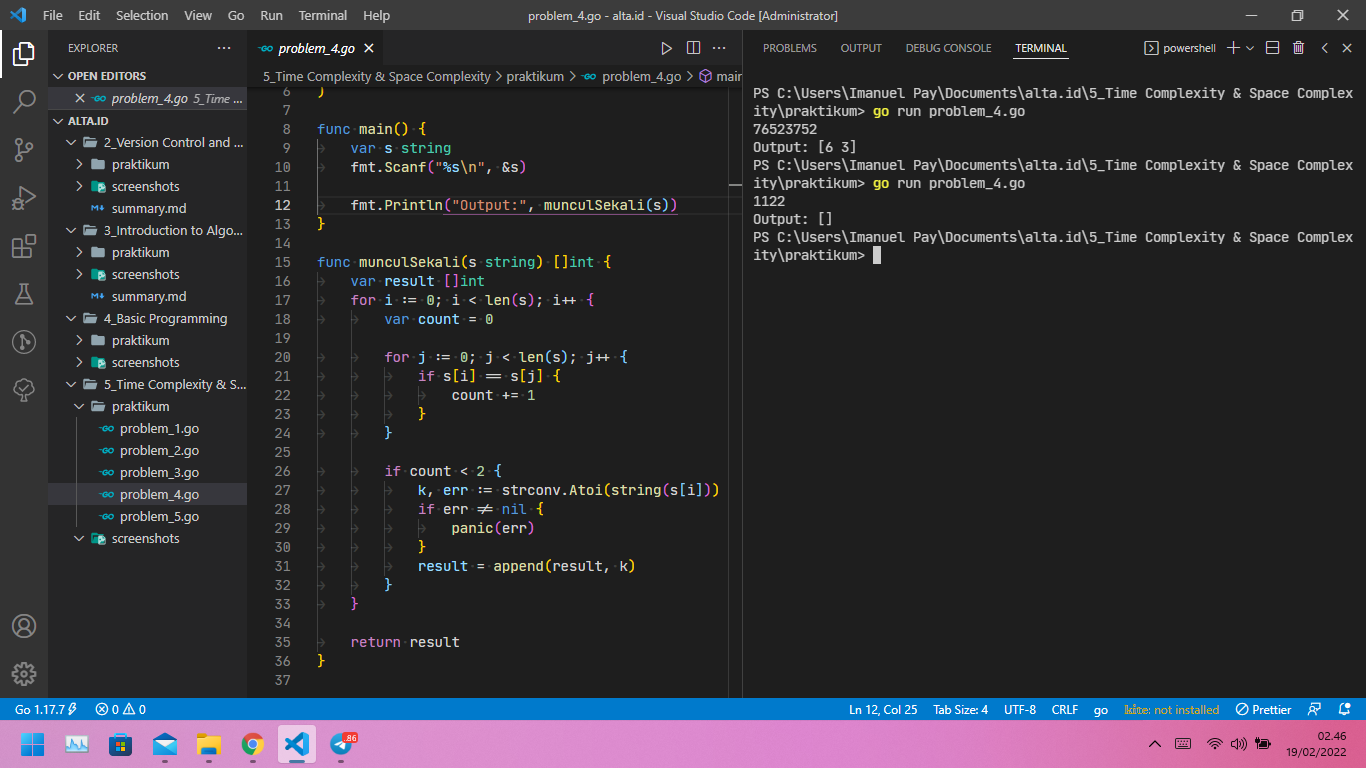 File Edit Selection View Go Run Terminal Help problem_4.go - alta.id - Visual Studio Code [Administrator]
EXPLORER
OPEN EDITORS
problem_4.go 5_Time ...
ALTA.ID
2_Version Control and ...
praktikum
screenshots
summary.md
3_Introduction to Algo...
praktikum
screenshots
summary.md
4_Basic Programming
praktikum
screenshots
5_Time Complexity & S...
praktikum
problem_1.go
problem_2.go
problem_3.go
problem_4.go
problem_5.go
screenshots
problem_4.go
5_Time Complexity & Space Complexity > praktikum > problem_4.go > main
6 )
7
8 func main() {
9 var s string
10 fmt.Scanf("%s\n", &s)
11
12 fmt.Println("Output:", munculSekali(s))
13 }
14
15 func munculSekali(s string) []int {
16 var result []int
17 for i := 0; i < len(s); i++ {
18 var count = 0
19
20 for j := 0; j < len(s); j++ {
21 if s[i] == s[j] {
22 count += 1
23 }
24 }
25
26 if count < 2 {
27 k, err := strconv.Atoi(string(s[i]))
28 if err != nil {
29 panic(err)
30 }
31 result = append(result, k)
32 }
33 }
34
35 return result
36 }
37
PROBLEMS OUTPUT DEBUG CONSOLE TERMINAL powershell
PS C:\Users\Imanuel Pay\Documents\alta.id\5_Time Complexity & Space Complex
ity\praktikum> go run problem_4.go
76523752
Output: [6 3]
PS C:\Users\Imanuel Pay\Documents\alta.id\5_Time Complexity & Space Complex
ity\praktikum> go run problem_4.go
1122
Output: []
PS C:\Users\Imanuel Pay\Documents\alta.id\5_Time Complexity & Space Complex
ity\praktikum>
Go 1.17.7 0 0 Ln 12, Col 25 Tab Size: 4 UTF-8 CRLF go kite: not installed Prettier
86
02.46
19/02/2022